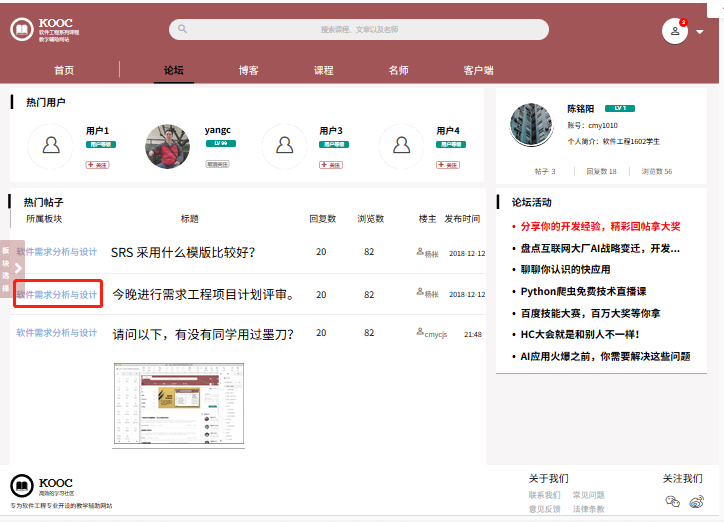 KOOC
软件工程系列课程
教学辅助网站
搜索课程、文章以及名师
首页
论坛
博客
课程
名师
客户端
热门用户
用户1
用户等级
+ 关注
yangc
LV 99
取消关注
用户3
用户等级
+ 关注
用户4
用户等级
+ 关注
陈铭阳
LV 1
账号：cmy1010
个人简介：软件工程1602学生
帖子 3
回复数 18
浏览数 56
热门帖子
所属板块 标题 回复数 浏览数 楼主 发布时间
软件需求分析与设计 SRS 采用什么模版比较好？ 20 82 杨枨 2018-12-12
软件需求分析与设计 今晚进行需求工程项目计划评审。 20 82 杨枨 2018-12-12
软件需求分析与设计 请问以下，有没有同学用过墨刀？ 20 82 cmycjs 21:48
板块选择
论坛活动
• 分享你的开发经验，精彩回帖拿大奖
• 盘点互联网大厂AI战略变迁，开发...
• 聊聊你认识的快应用
• Python爬虫免费技术直播课
• 百度技能大赛，百万大奖等你拿
• HC大会就是和别人不一样！
• AI应用火爆之前，你需要解决这些问题
KOOC
高效的学习社区
专为软件工程专业开设的教学辅助网站
关于我们
联系我们 常见问题
意见反馈 法律条款
关注我们